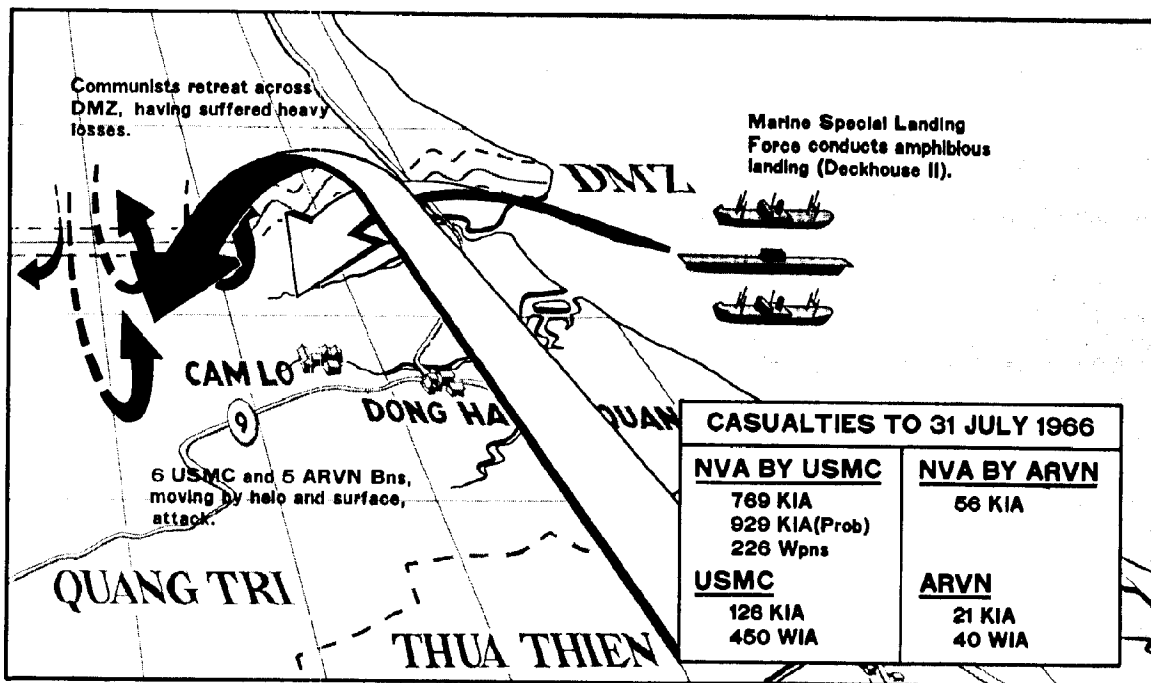 Communists retreat across
DMZ, having suffered heavy
losses.
Marine Special Landing
Force conducts amphibious
landing (Deckhouse II).
DMZ
CAM LO
DONG HA
QUAN
9
6 USMC and 5 ARVN Bns,
moving by helo and surface,
attack.
QUANG TRI
THUA THIEN
CASUALTIES TO 31 JULY 1966
NVA BY USMC
769 KIA
929 KIA(Prob)
226 Wpns
USMC
126 KIA
450 WIA
NVA BY ARVN
56 KIA
ARVN
21 KIA
40 WIA